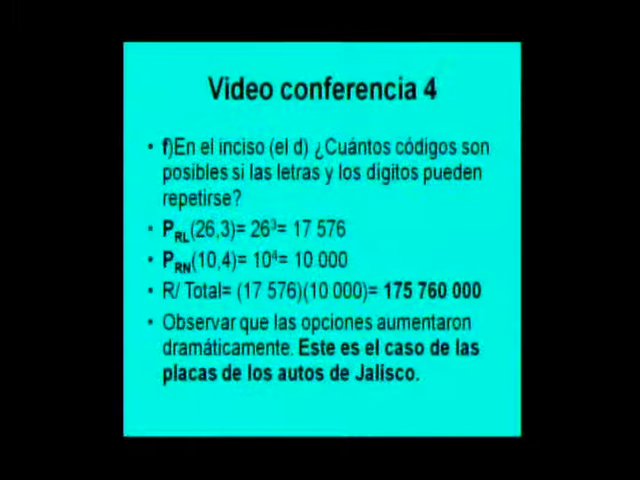 Video conferencia 4
• f)En el inciso (el d) ¿Cuántos códigos son
posibles si las letras y los dígitos pueden
repetirse?
• PRL(26,3)= 26³= 17 576
• PRN(10,4)= 10⁴= 10 000
• R/ Total= (17 576)(10 000)= 175 760 000
• Observar que las opciones aumentaron
dramáticamente. Este es el caso de las
placas de los autos de Jalisco.